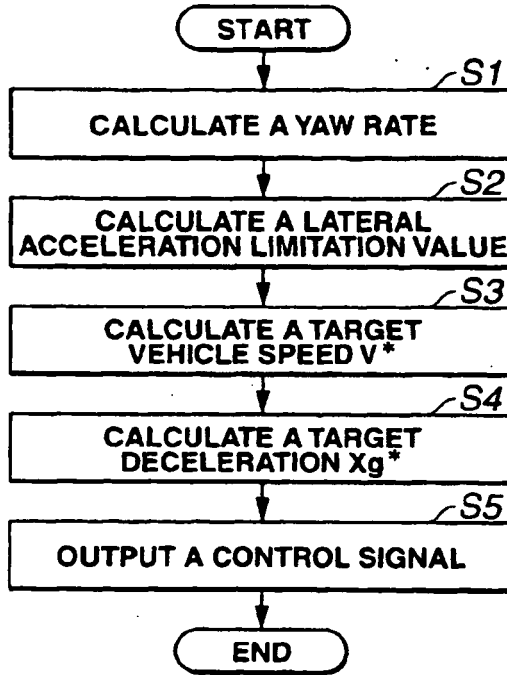 START
S1
CALCULATE A YAW RATE
S2
CALCULATE A LATERAL
ACCELERATION LIMITATION VALUE
S3
CALCULATE A TARGET
VEHICLE SPEED V*
S4
CALCULATE A TARGET
DECELERATION Xg*
S5
OUTPUT A CONTROL SIGNAL
END